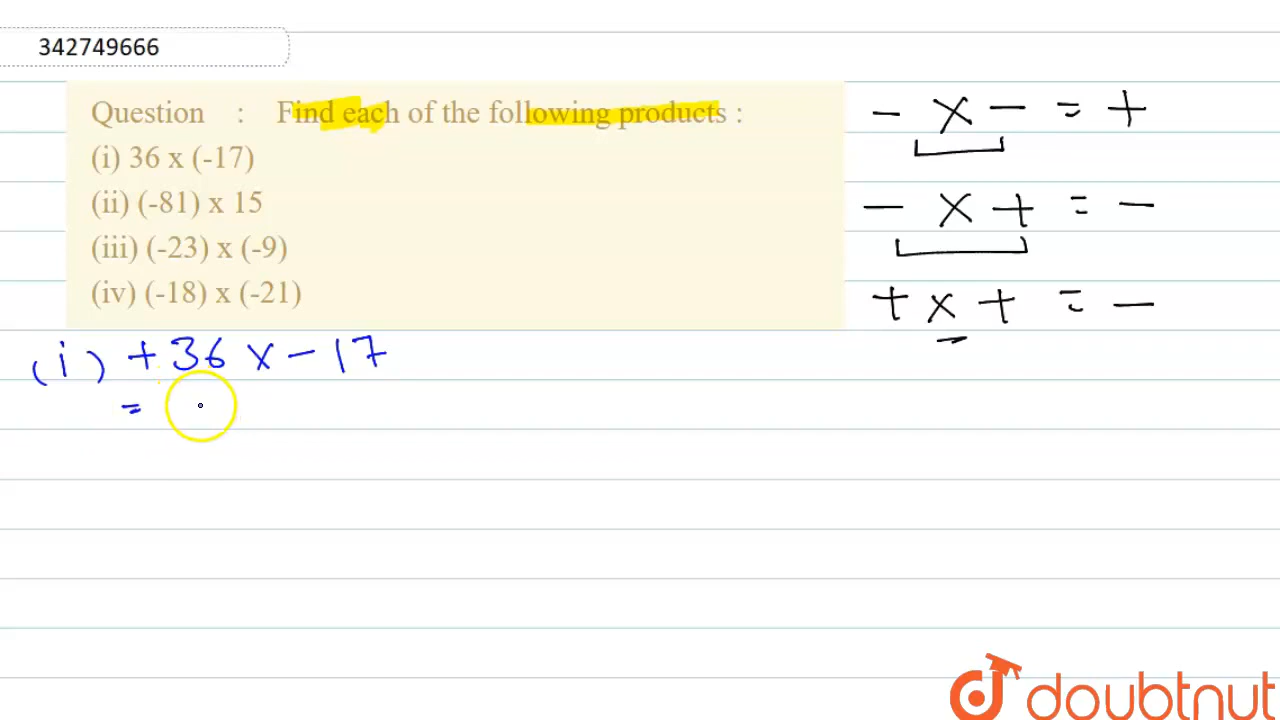 342749666
Question : Find each of the following products :
(i) 36 x (-17)
(ii) (-81) x 15
(iii) (-23) x (-9)
(iv) (-18) x (-21)
- x - = +
- x + = -
+ x + = -
(i) + 36 x - 17
=
doubtnut